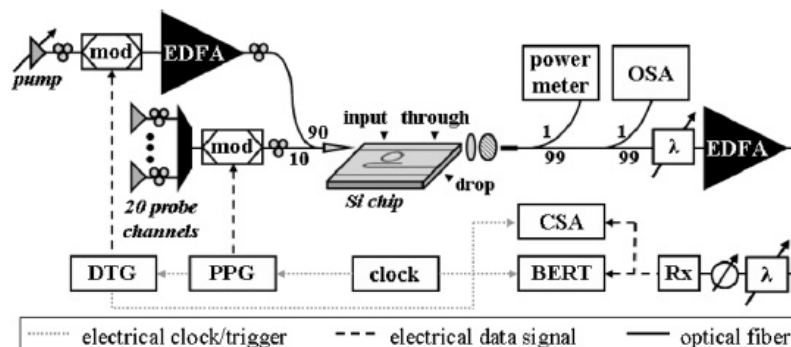 mod
EDFA
pump
power
meter
OSA
input through
90
10
1
99
1
99
λ
EDFA
mod
drop
Si chip
20 probe
channels
CSA
DTG
PPG
clock
BERT
Rx
λ
electrical clock/trigger
electrical data signal
optical fiber